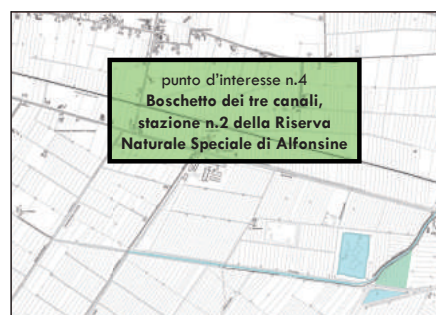 punto d'interesse n.4
Boschetto dei tre canali,
stazione n.2 della Riserva
Naturale Speciale di Alfonsine